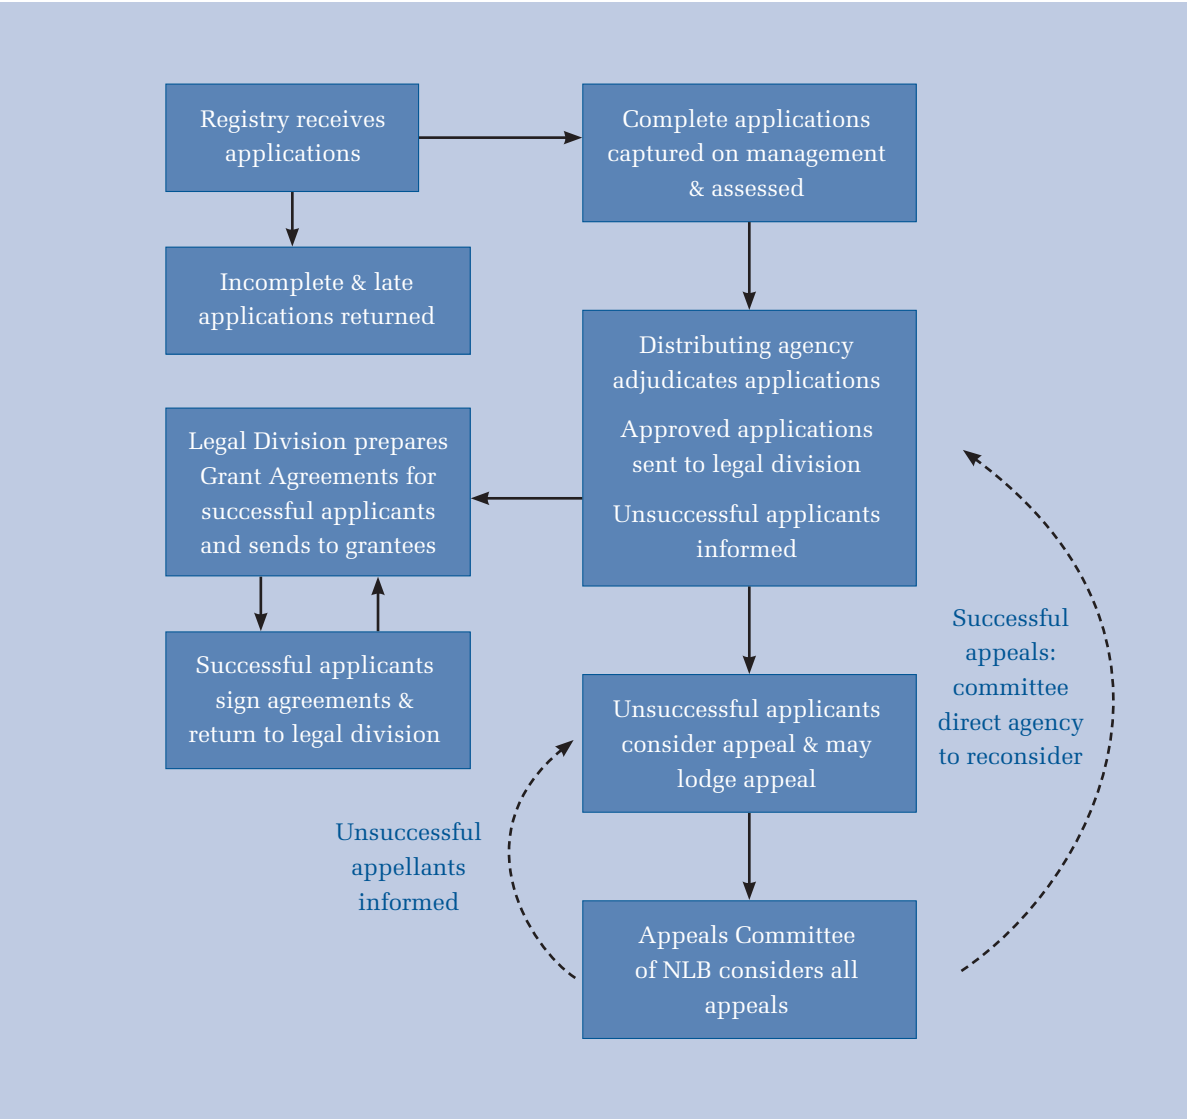 Registry receives
applications
Complete applications
captured on management
& assessed
Incomplete & late
applications returned
Distributing agency
adjudicates applications
Approved applications
sent to legal division
Unsuccessful applicants
informed
Legal Division prepares
Grant Agreements for
successful applicants
and sends to grantees
Successful applicants
sign agreements &
return to legal division
Successful
appeals:
committee
direct agency
to reconsider
Unsuccessful applicants
consider appeal & may
lodge appeal
Unsuccessful
appellants
informed
Appeals Committee
of NLB considers all
appeals